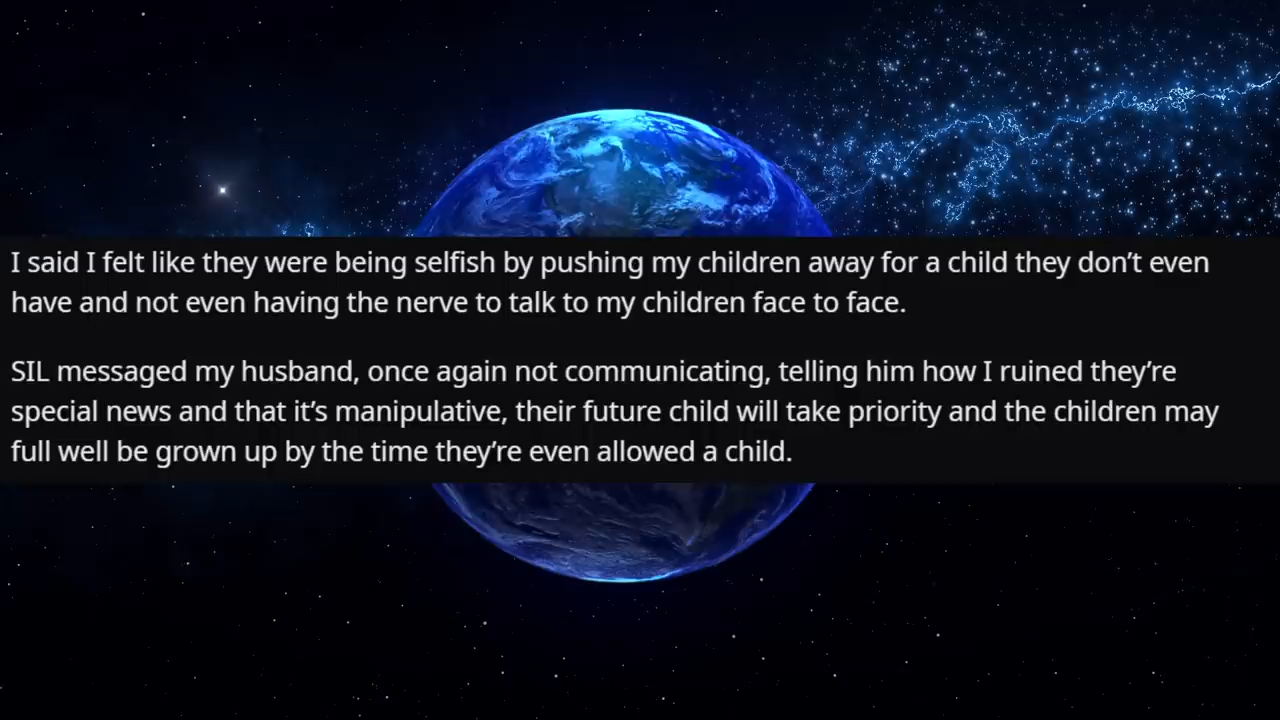 I said I felt like they were being selfish by pushing my children away for a child they don’t even
have and not even having the nerve to talk to my children face to face.
SIL messaged my husband, once again not communicating, telling him how I ruined they’re
special news and that it’s manipulative, their future child will take priority and the children may
full well be grown up by the time they’re even allowed a child.